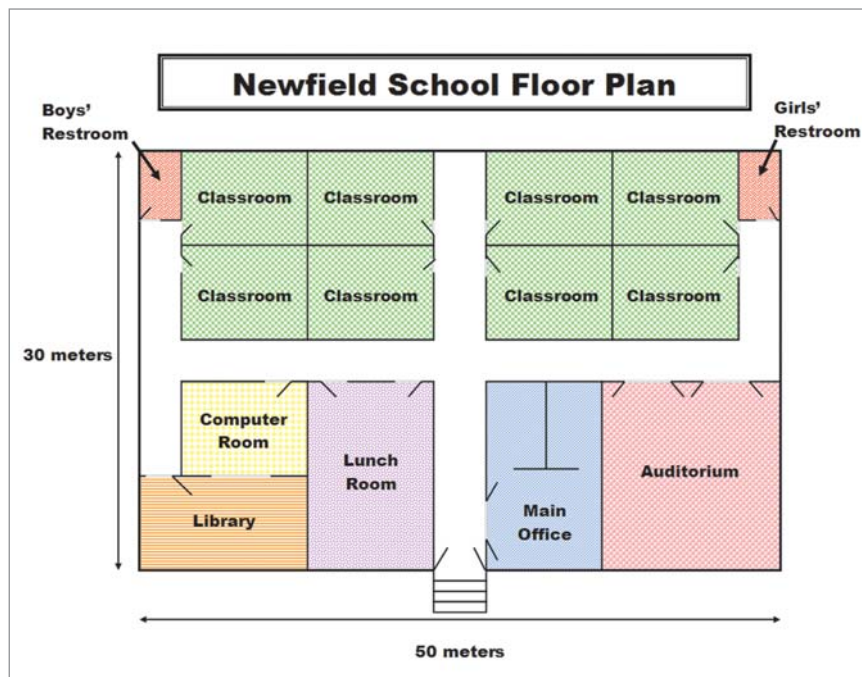 Newfield School Floor Plan
Boys'
Restroom
Girls'
Restroom
Classroom
Classroom
Classroom
Classroom
Classroom
Classroom
Classroom
Classroom
30 meters
Computer
Room
Lunch
Room
Auditorium
Library
Main
Office
50 meters